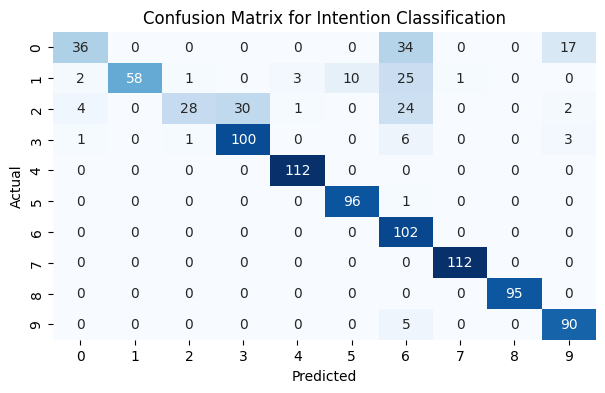 Confusion Matrix for Intention Classification
0 36 0 0 0 0 0 34 0 0 17
1 2 58 1 0 3 10 25 1 0 0
2 4 0 28 30 1 0 24 0 0 2
3 1 0 1 100 0 0 6 0 0 3
4 0 0 0 0 112 0 0 0 0 0
5 0 0 0 0 0 96 1 0 0 0
6 0 0 0 0 0 0 102 0 0 0
7 0 0 0 0 0 0 0 112 0 0
8 0 0 0 0 0 0 0 0 95 0
9 0 0 0 0 0 0 5 0 0 90
0 1 2 3 4 5 6 7 8 9
Actual
Predicted